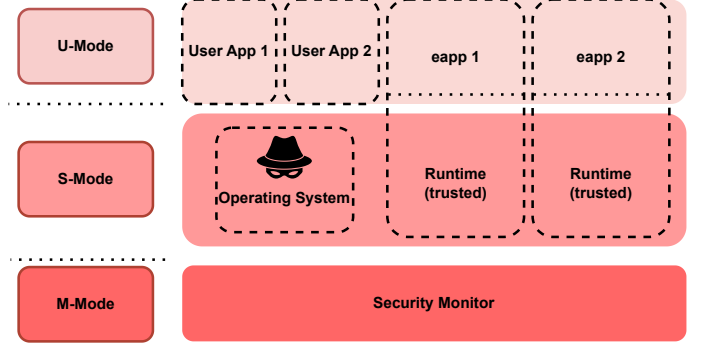 U-Mode
User App 1
User App 2
eapp 1
eapp 2
S-Mode
Operating System
Runtime
(trusted)
Runtime
(trusted)
M-Mode
Security Monitor